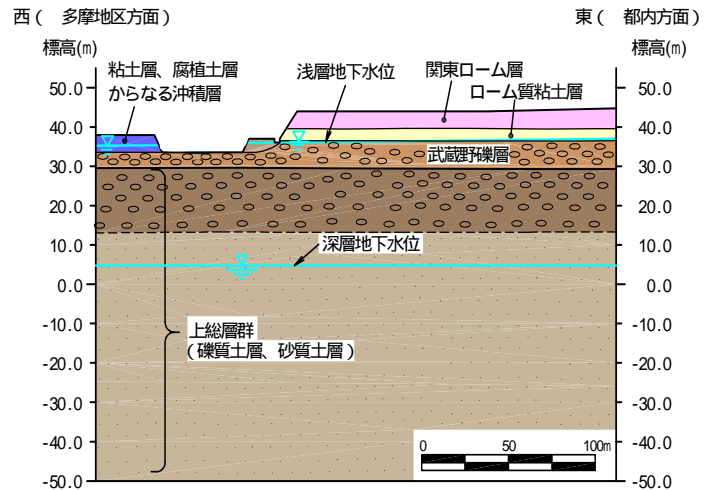 西（　多摩地区方面）
東（　都内方面）
標高(m)
標高(m)
粘土層、腐植土層
からなる沖積層
浅層地下水位
関東ローム層
ローム質粘土層
武蔵野礫層
深層地下水位
上総層群
（礫質土層、砂質土層）
50.0
40.0
30.0
20.0
10.0
0.0
-10.0
-20.0
-30.0
-40.0
-50.0
50.0
40.0
30.0
20.0
10.0
0.0
-10.0
-20.0
-30.0
-40.0
-50.0
0
50
100m